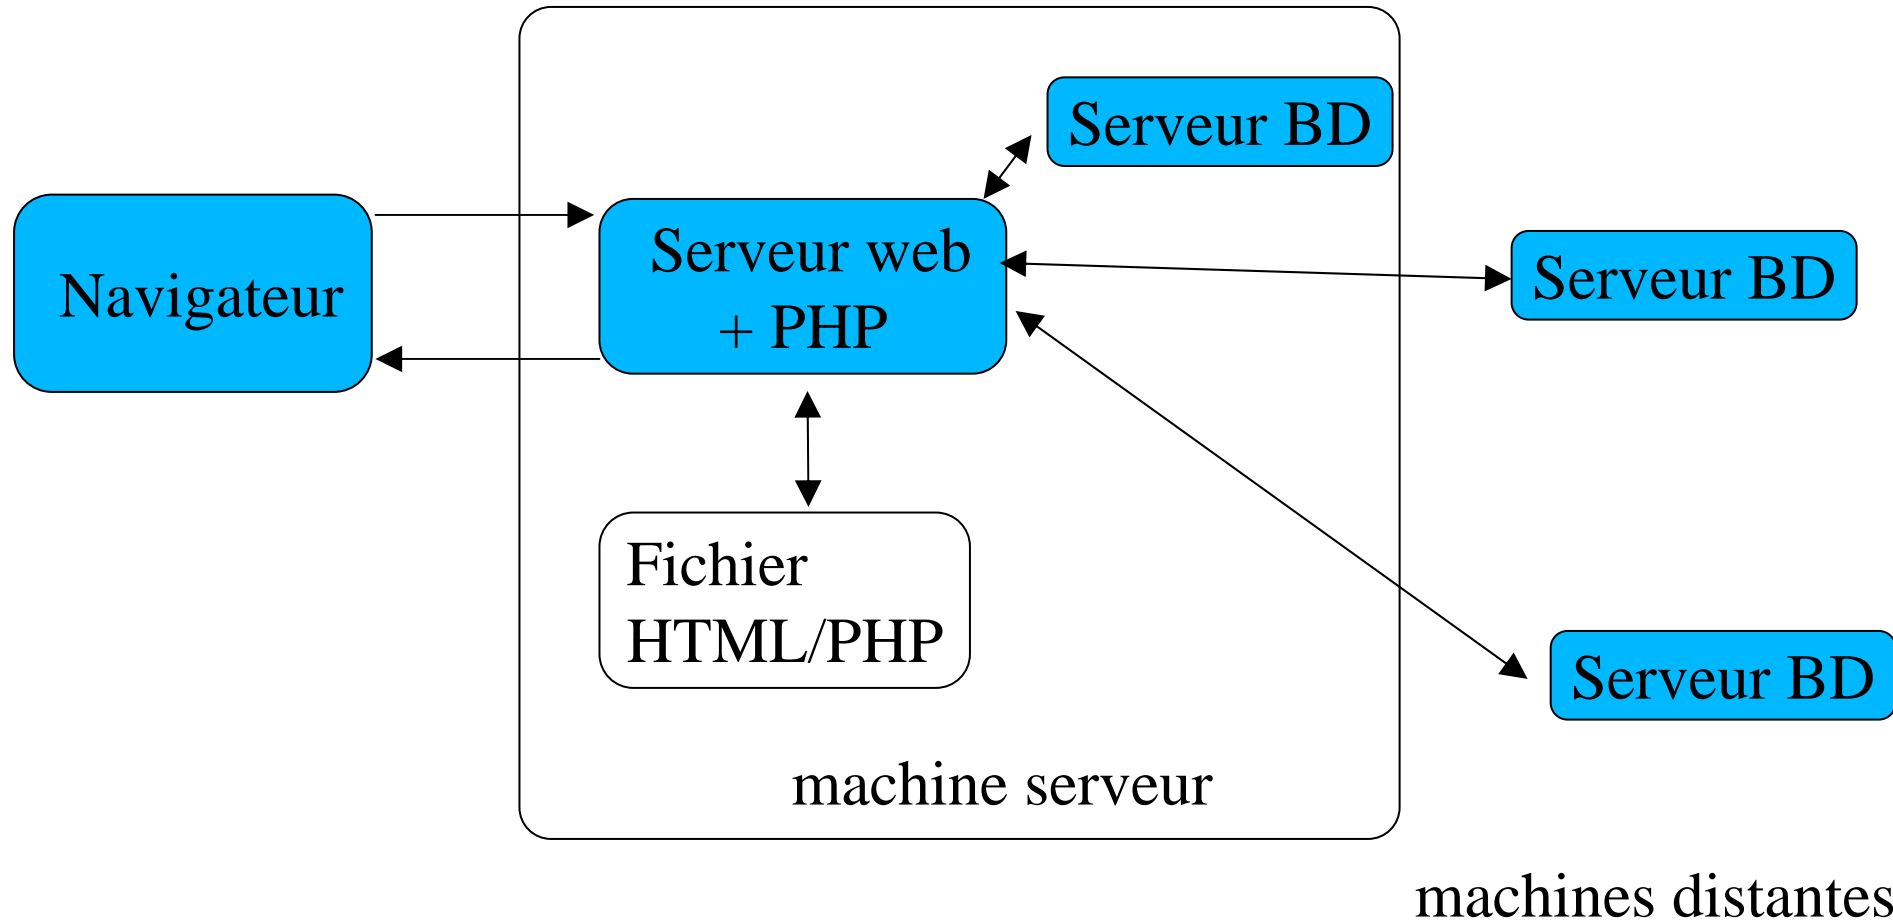 Serveur BD
Navigateur
Serveur web
+ PHP
Serveur BD
Fichier
HTML/PHP
Serveur BD
machine serveur
machines distantes